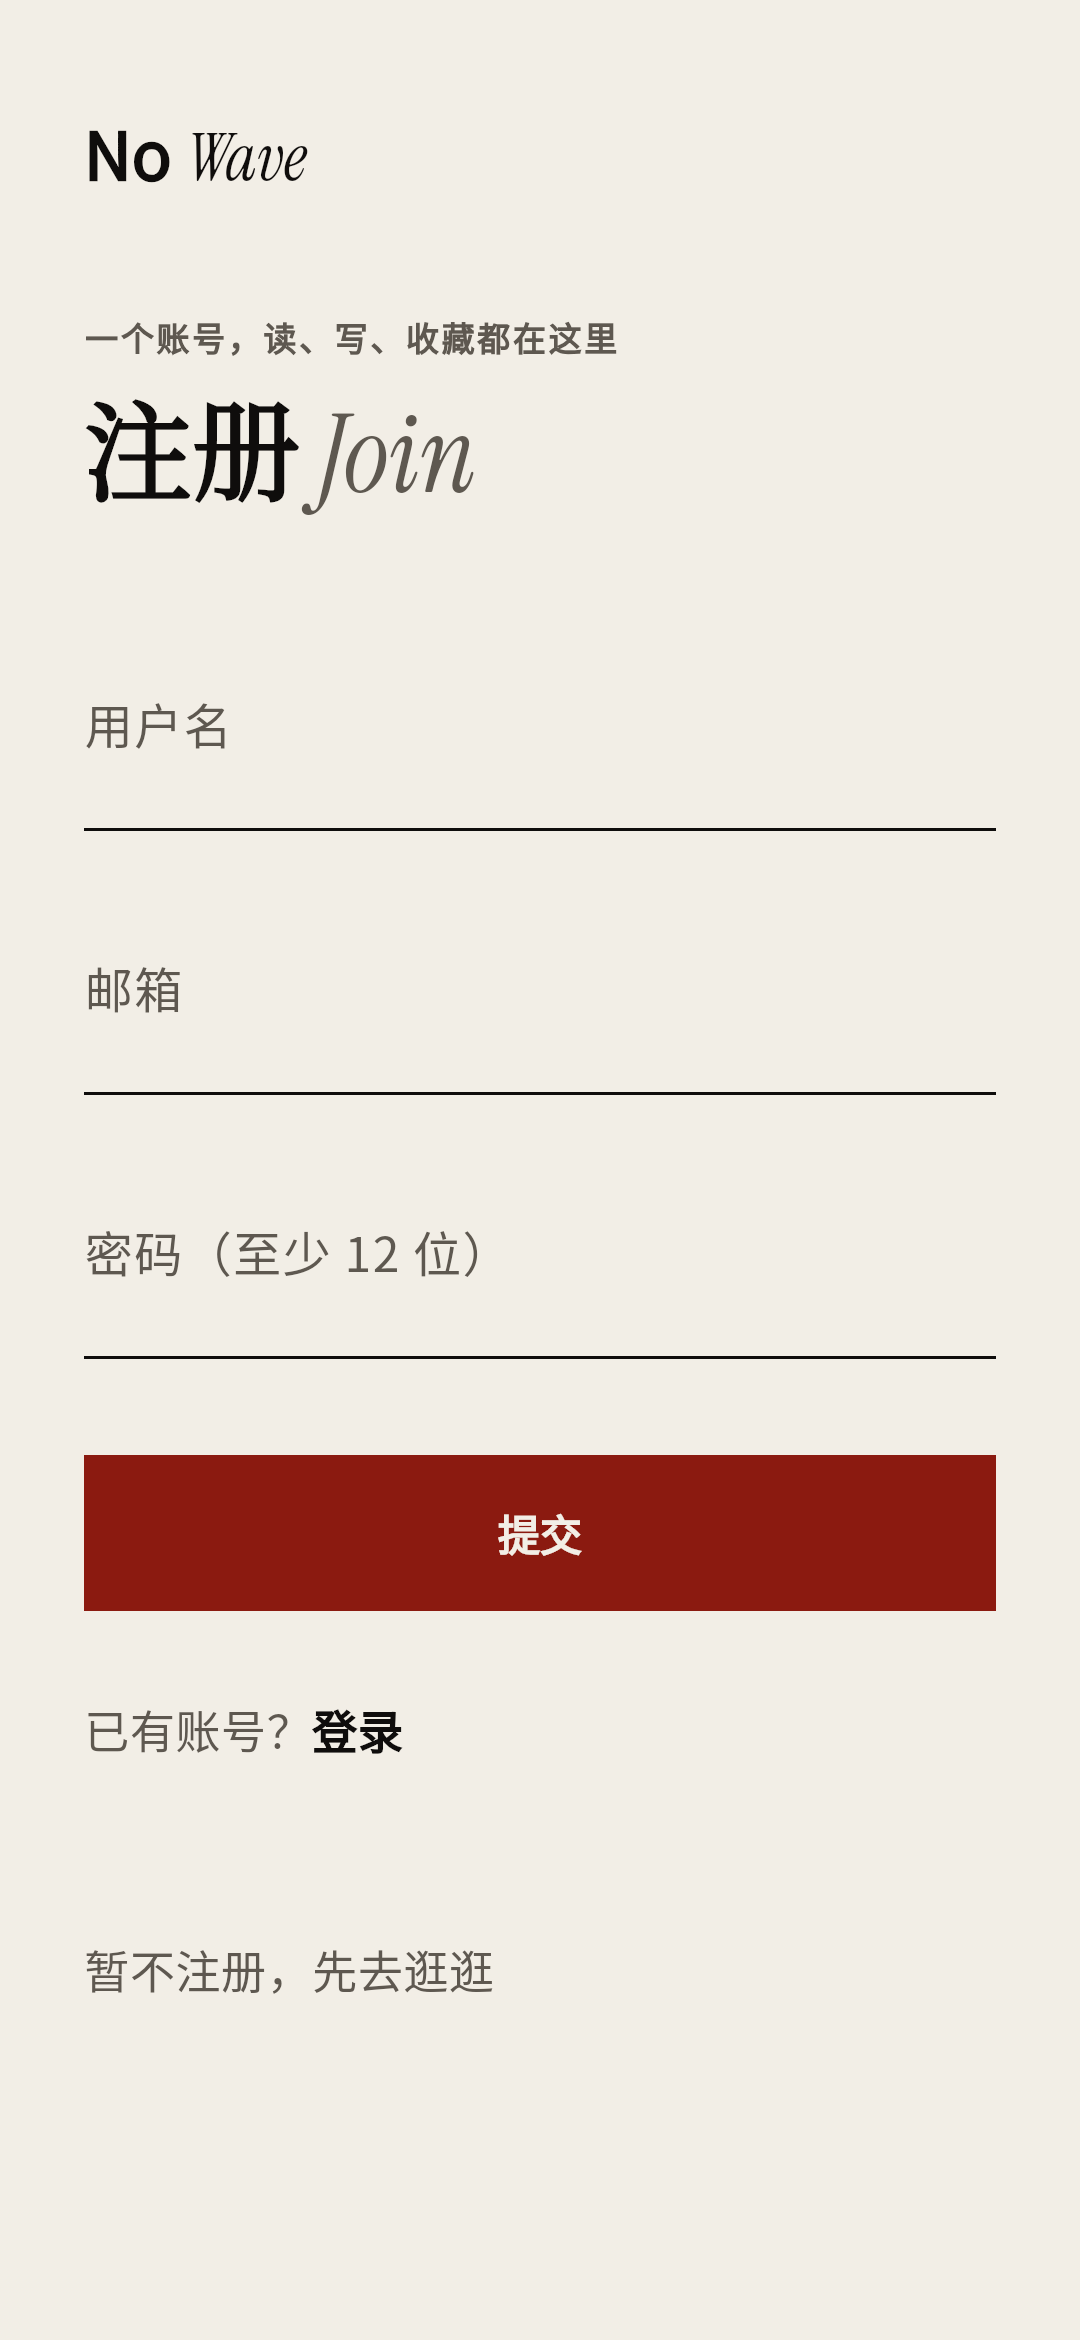 No Wave
一个账号，读、写、收藏都在这里
注册 Join
用户名
邮箱
密码（至少 12 位）
提交
已有账号？登录
暂不注册，先去逛逛